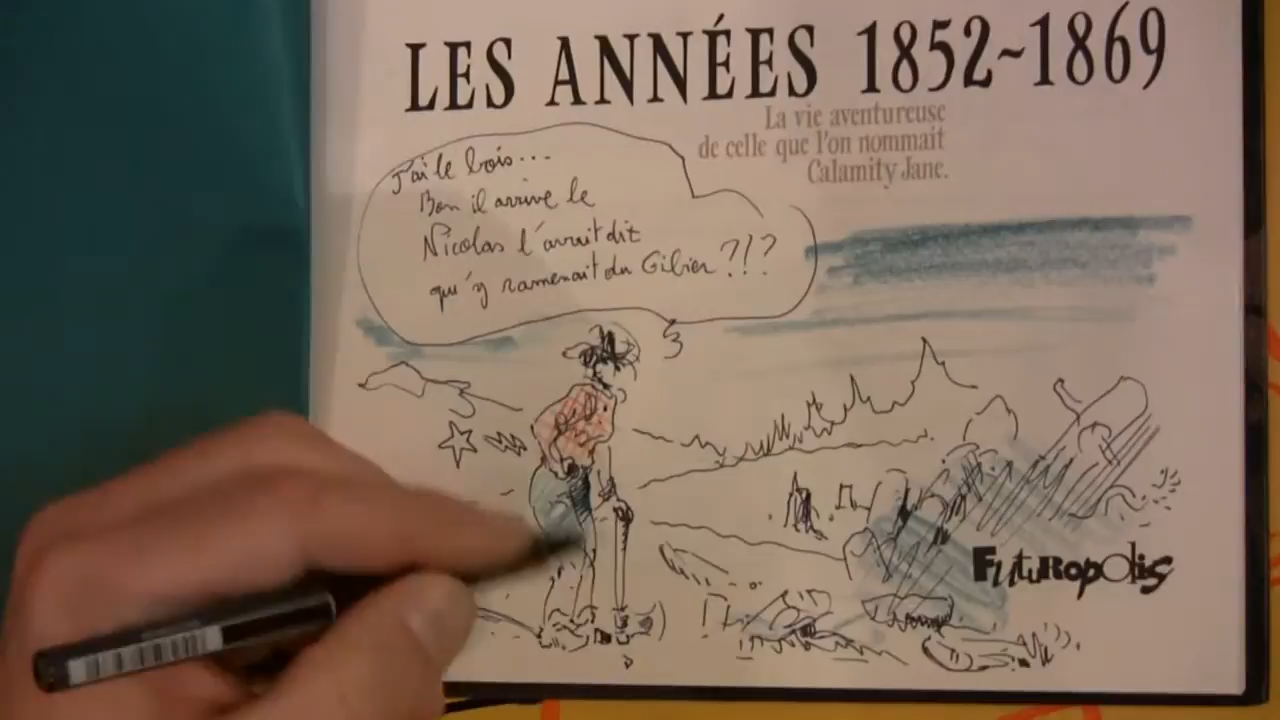 LES ANNÉES 1852~1869
La vie aventureuse
de celle que l'on nommait
Calamity Jane.
J'ai le bois...
Bon il arrive le
Nicolas l'avait dit
qu'y ramenait du Gibier ?!?
FUTUROPOLIS